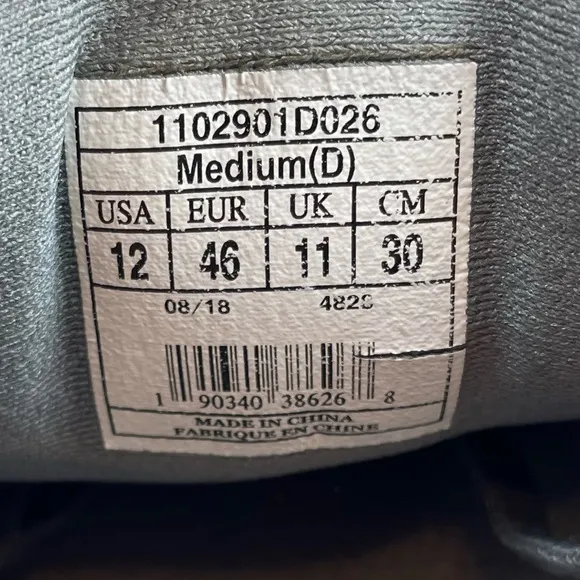 1102901D026
Medium(D)
USA EUR UK CM
12 46 11 30
08/18 4828
1 90340 38626 8
MADE IN CHINA
FABRIQUE EN CHINE